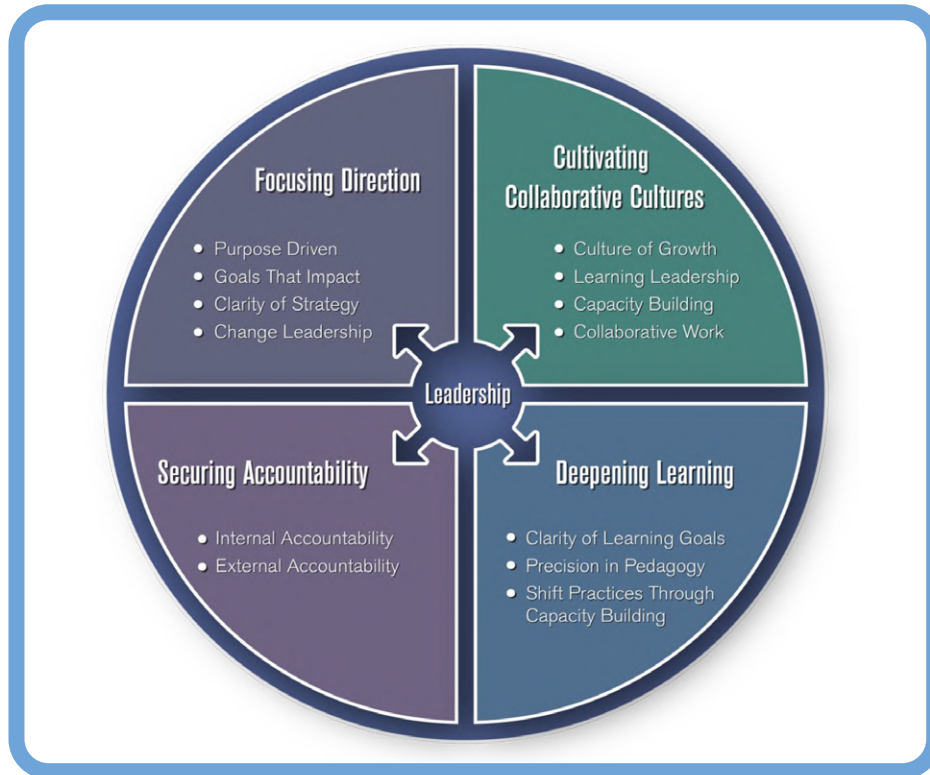 Focusing Direction
• Purpose Driven
• Goals That Impact
• Clarity of Strategy
• Change Leadership
Cultivating
Collaborative Cultures
• Culture of Growth
• Learning Leadership
• Capacity Building
• Collaborative Work
Leadership
Securing Accountability
• Internal Accountability
• External Accountability
Deepening Learning
• Clarity of Learning Goals
• Precision in Pedagogy
• Shift Practices Through
Capacity Building